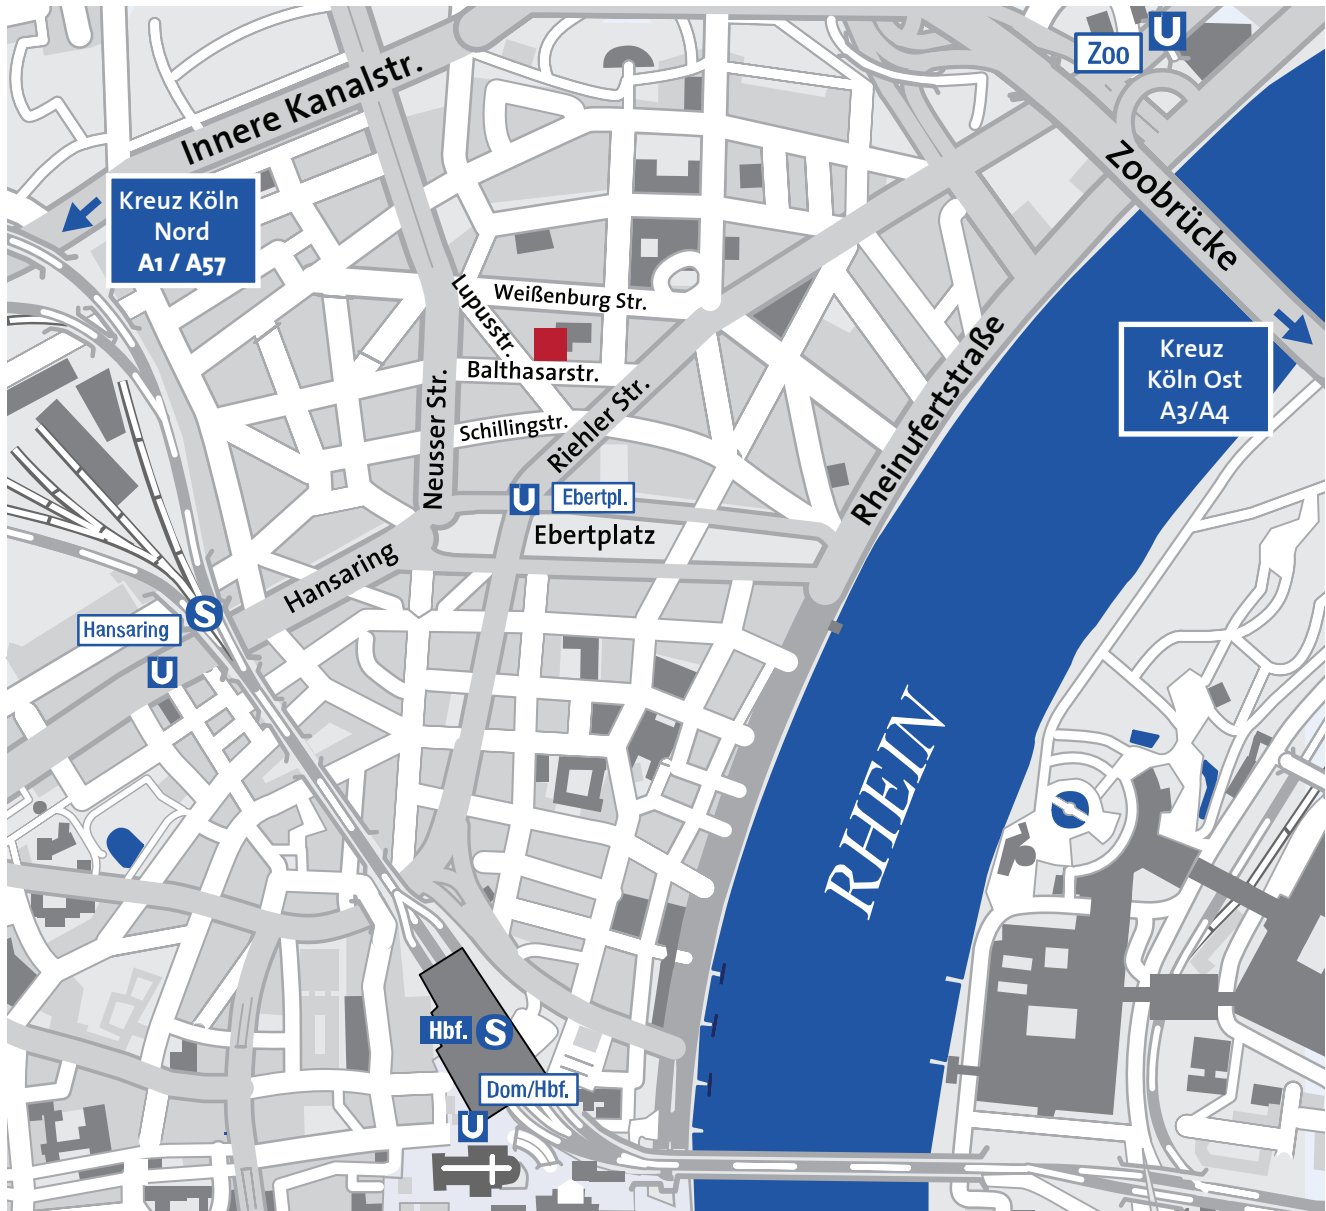 U
Zoo
Innere Kanalstr.
Zoobrücke
Kreuz Köln
Nord
A1 / A57
Weißenburg Str.
Lupusstr.
Kreuz
Köln Ost
A3/A4
Balthasarstr.
Rheinufertstraße
Neusser Str.
Schillingstr.
Riehler Str.
U
Ebertpl.
Ebertplatz
Hansaring
S
Hansaring
U
RHEIN
Hbf.
S
Dom/Hbf.
U